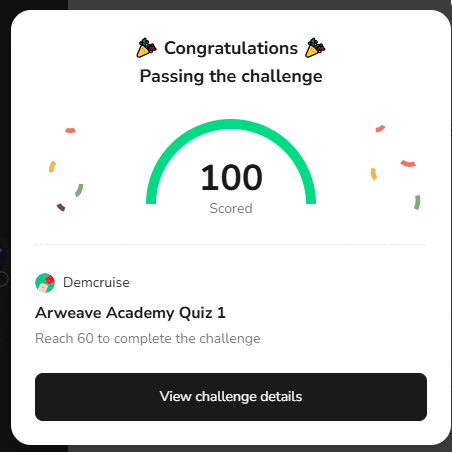 🎉 Congratulations 🎉
Passing the challenge
100
Scored
Demcruise
Arweave Academy Quiz 1
Reach 60 to complete the challenge
View challenge details